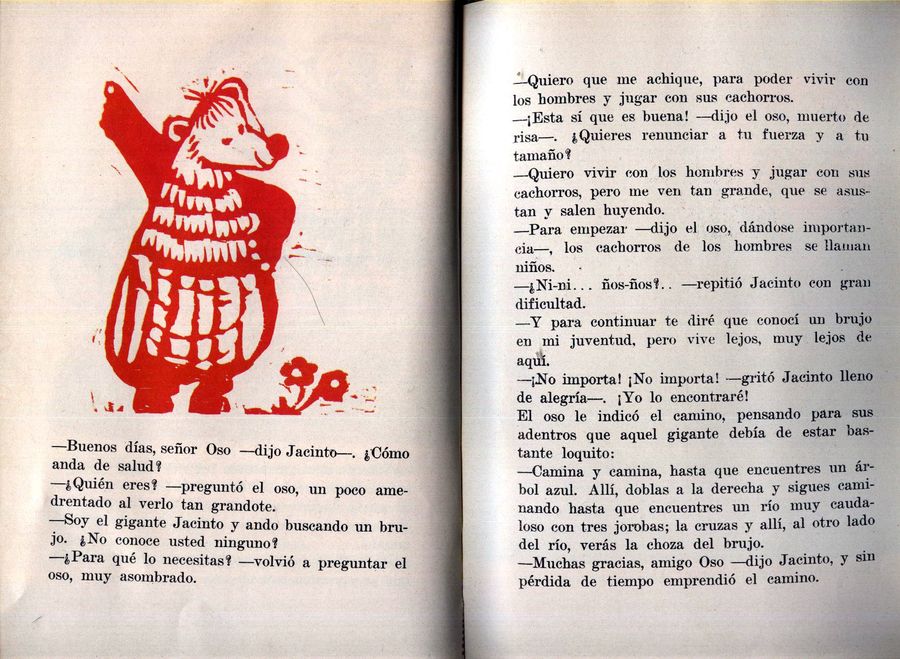 —Buenos días, señor Oso —dijo Jacinto—. ¿Cómo
anda de salud?
—¿Quién eres? —preguntó el oso, un poco ame-
drentado al verlo tan grandote.
—Soy el gigante Jacinto y ando buscando un bru-
jo. ¿No conoce usted ninguno?
—¿Para qué lo necesitas? —volvió a preguntar el
oso, muy asombrado.
—Quiero que me achique, para poder vivir con
los hombres y jugar con sus cachorros.
—¡Esta sí que es buena! —dijo el oso, muerto de
risa—. ¿Quieres renunciar a tu fuerza y a tu
tamaño?
—Quiero vivir con los hombres y jugar con sus
cachorros, pero me ven tan grande, que se asus-
tan y salen huyendo.
—Para empezar —dijo el oso, dándose importan-
cia—, los cachorros de los hombres se llaman
niños.
—¿Ni-ni... ños-ños?.. —repitió Jacinto con gran
dificultad.
—Y para continuar te diré que conocí un brujo
en mi juventud, pero vive lejos, muy lejos de
aquí.
—¡No importa! ¡No importa! —gritó Jacinto lleno
de alegría—. ¡Yo lo encontraré!
El oso le indicó el camino, pensando para sus
adentros que aquel gigante debía de estar bas-
tante loquito:
—Camina y camina, hasta que encuentres un ár-
bol azul. Allí, doblas a la derecha y sigues cami-
nando hasta que encuentres un río muy cauda-
loso con tres jorobas; la cruzas y allí, al otro lado
del río, verás la choza del brujo.
—Muchas gracias, amigo Oso —dijo Jacinto, y sin
pérdida de tiempo emprendió el camino.